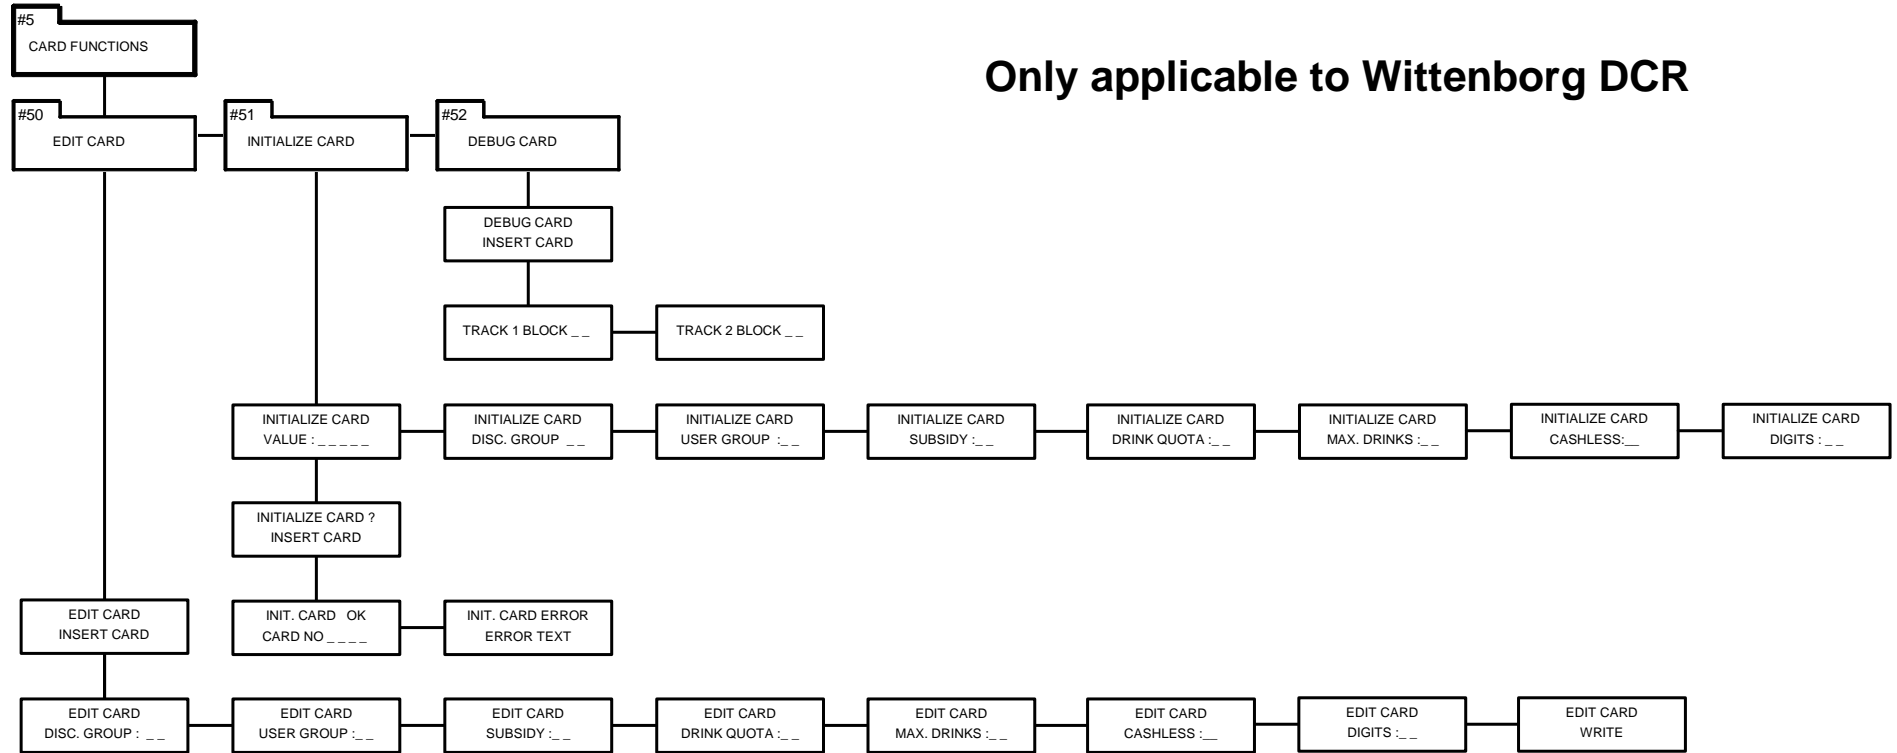 #5
CARD FUNCTIONS
Only applicable to Wittenborg DCR
#50
EDIT CARD
#51
INITIALIZE CARD
#52
DEBUG CARD
DEBUG CARD
INSERT CARD
TRACK 1 BLOCK _ _
TRACK 2 BLOCK _ _
INITIALIZE CARD
VALUE : _ _ _ _ _
INITIALIZE CARD
DISC. GROUP _ _
INITIALIZE CARD
USER GROUP :_ _
INITIALIZE CARD
SUBSIDY :_ _
INITIALIZE CARD
DRINK QUOTA :_ _
INITIALIZE CARD
MAX. DRINKS :_ _
INITIALIZE CARD
CASHLESS:__
INITIALIZE CARD
DIGITS : _ _
INITIALIZE CARD ?
INSERT CARD
EDIT CARD
INSERT CARD
INIT. CARD OK
CARD NO _ _ _ _
INIT. CARD ERROR
ERROR TEXT
EDIT CARD
DISC. GROUP : _ _
EDIT CARD
USER GROUP :_ _
EDIT CARD
SUBSIDY :_ _
EDIT CARD
DRINK QUOTA :_ _
EDIT CARD
MAX. DRINKS :_ _
EDIT CARD
CASHLESS :__
EDIT CARD
DIGITS :_ _
EDIT CARD
WRITE